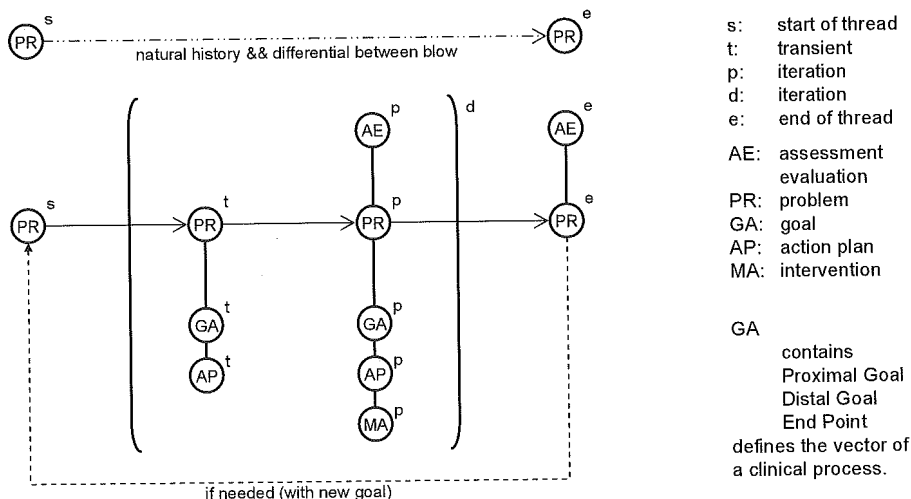 s
PR
e
PR
natural history && differential between blow
p
AE
d
e
AE
s
PR
t
PR
p
PR
e
PR
t
GA
p
GA
t
AP
p
AP
p
MA
if needed (with new goal)
s: start of thread
t: transient
p: iteration
d: iteration
e: end of thread
AE: assessment
evaluation
PR: problem
GA: goal
AP: action plan
MA: intervention
GA
contains
Proximal Goal
Distal Goal
End Point
defines the vector of
a clinical process.